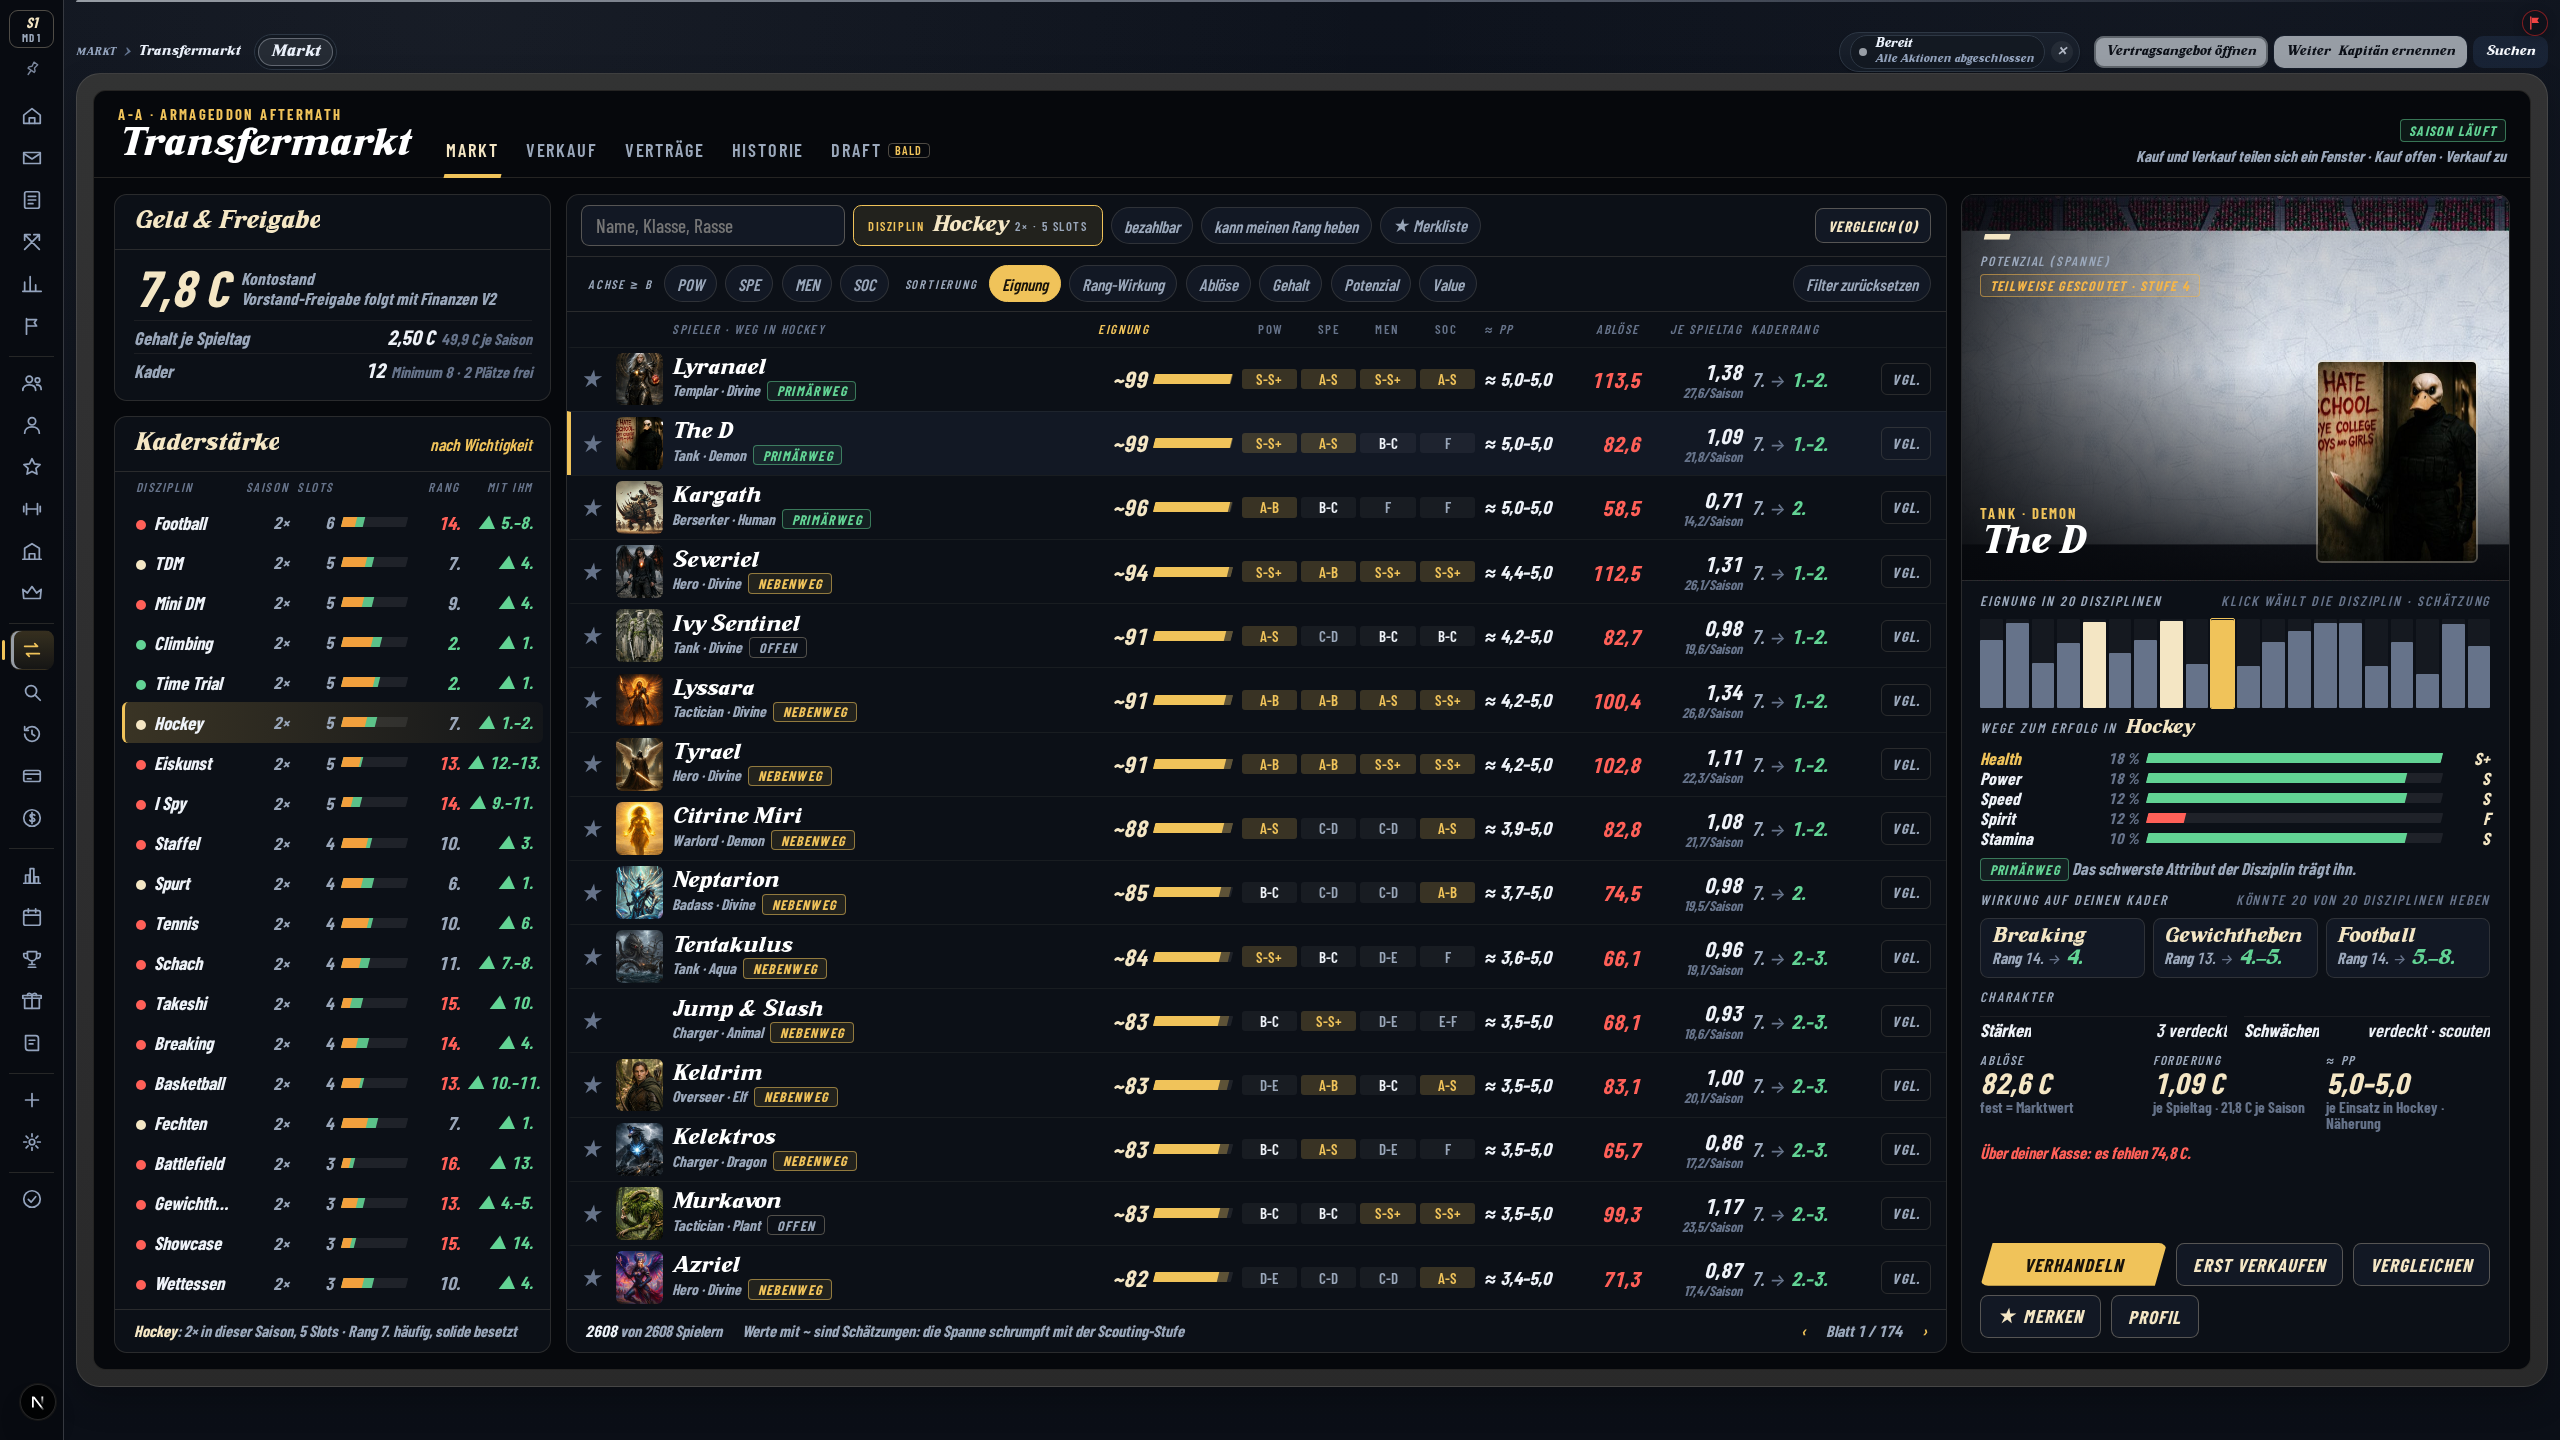 S1
MD 1
MARKT › Transfermarkt Markt
Bereit
Alle Aktionen abgeschlossen
Vertragsangebot öffnen
Weiter Kapitän ernennen
Suchen
A-A · ARMAGEDDON AFTERMATH
Transfermarkt
MARKT VERKAUF VERTRÄGE HISTORIE DRAFT BALD
SAISON LÄUFT
Kauf und Verkauf teilen sich ein Fenster · Kauf offen · Verkauf zu
Geld & Freigabe
7,8 C Kontostand
Vorstand-Freigabe folgt mit Finanzen V2
Gehalt je Spieltag 2,50 C 49,9 C je Saison
Kader 12 Minimum 8 · 2 Plätze frei
Kaderstärke nach Wichtigkeit
DISZIPLIN SAISON SLOTS RANG MIT IHM
Football 2× 6 14. ▲ 5.-8.
TDM 2× 5 7. ▲ 4.
Mini DM 2× 5 9. ▲ 4.
Climbing 2× 5 2. ▲ 1.
Time Trial 2× 5 2. ▲ 1.
Hockey 2× 5 7. ▲ 1.-2.
Eiskunst 2× 5 13. ▲ 12.-13.
I Spy 2× 5 14. ▲ 9.-11.
Staffel 2× 4 10. ▲ 3.
Spurt 2× 4 6. ▲ 1.
Tennis 2× 4 10. ▲ 6.
Schach 2× 4 11. ▲ 7.-8.
Takeshi 2× 4 15. ▲ 10.
Breaking 2× 4 14. ▲ 4.
Basketball 2× 4 13. ▲ 10.-11.
Fechten 2× 4 7. ▲ 1.
Battlefield 2× 3 16. ▲ 13.
Gewichth... 2× 3 13. ▲ 4.-5.
Showcase 2× 3 15. ▲ 14.
Wettessen 2× 3 10. ▲ 4.
Hockey: 2× in dieser Saison, 5 Slots · Rang 7. häufig, solide besetzt
Name, Klasse, Rasse
DISZIPLIN Hockey 2× · 5 SLOTS
bezahlbar
kann meinen Rang heben
★ Merkliste
VERGLEICH (0)
ACHSE ≥ B POW SPE MEN SOC SORTIERUNG Eignung Rang-Wirkung Ablöse Gehalt Potenzial Value Filter zurücksetzen
SPIELER · WEG IN HOCKEY EIGNUNG POW SPE MEN SOC ≈ PP ABLÖSE JE SPIELTAG KADERRANG
Lyranael
Templar · Divine PRIMÄRWEG
~99 S-S+ A-S S-S+ A-S ≈ 5,0-5,0 113,5 1,38 27,6/Saison 7. → 1.-2. VGL.
The D
Tank · Demon PRIMÄRWEG
~99 S-S+ A-S B-C F ≈ 5,0-5,0 82,6 1,09 21,8/Saison 7. → 1.-2. VGL.
Kargath
Berserker · Human PRIMÄRWEG
~96 A-B B-C F F ≈ 5,0-5,0 58,5 0,71 14,2/Saison 7. → 2. VGL.
Severiel
Hero · Divine NEBENWEG
~94 S-S+ A-B S-S+ S-S+ ≈ 4,4-5,0 112,5 1,31 26,1/Saison 7. → 1.-2. VGL.
Ivy Sentinel
Tank · Divine OFFEN
~91 A-S C-D B-C B-C ≈ 4,2-5,0 82,7 0,98 19,6/Saison 7. → 1.-2. VGL.
Lyssara
Tactician · Divine NEBENWEG
~91 A-B A-B A-S S-S+ ≈ 4,2-5,0 100,4 1,34 26,8/Saison 7. → 1.-2. VGL.
Tyrael
Hero · Divine NEBENWEG
~91 A-B A-B S-S+ S-S+ ≈ 4,2-5,0 102,8 1,11 22,3/Saison 7. → 1.-2. VGL.
Citrine Miri
Warlord · Demon NEBENWEG
~88 A-S C-D C-D A-S ≈ 3,9-5,0 82,8 1,08 21,7/Saison 7. → 1.-2. VGL.
Neptarion
Badass · Divine NEBENWEG
~85 B-C C-D C-D A-B ≈ 3,7-5,0 74,5 0,98 19,5/Saison 7. → 2. VGL.
Tentakulus
Tank · Aqua NEBENWEG
~84 S-S+ B-C D-E F ≈ 3,6-5,0 66,1 0,96 19,1/Saison 7. → 2.-3. VGL.
Jump & Slash
Charger · Animal NEBENWEG
~83 B-C S-S+ D-E E-F ≈ 3,5-5,0 68,1 0,93 18,6/Saison 7. → 2.-3. VGL.
Keldrim
Overseer · Elf NEBENWEG
~83 D-E A-B B-C A-S ≈ 3,5-5,0 83,1 1,00 20,1/Saison 7. → 2.-3. VGL.
Kelektros
Charger · Dragon NEBENWEG
~83 B-C A-S D-E F ≈ 3,5-5,0 65,7 0,86 17,2/Saison 7. → 2.-3. VGL.
Murkavon
Tactician · Plant OFFEN
~83 B-C B-C S-S+ S-S+ ≈ 3,5-5,0 99,3 1,17 23,5/Saison 7. → 2.-3. VGL.
Azriel
Hero · Divine NEBENWEG
~82 D-E C-D C-D A-S ≈ 3,4-5,0 71,3 0,87 17,4/Saison 7. → 2.-3. VGL.
2608 von 2608 Spielern Werte mit ~ sind Schätzungen: die Spanne schrumpft mit der Scouting-Stufe ‹ Blatt 1 / 174 ›
POTENZIAL (SPANNE)
TEILWEISE GESCOUTET · STUFE 4
HATE
SCHOOL
BYE COLLEGE
BOYS AND GIRLS
TANK · DEMON
The D
EIGNUNG IN 20 DISZIPLINEN KLICK WÄHLT DIE DISZIPLIN · SCHÄTZUNG
WEGE ZUM ERFOLG IN Hockey
Health 18 % S+
Power 18 % S
Speed 12 % S
Spirit 12 % F
Stamina 10 % S
PRIMÄRWEG Das schwerste Attribut der Disziplin trägt ihn.
WIRKUNG AUF DEINEN KADER KÖNNTE 20 VON 20 DISZIPLINEN HEBEN
Breaking
Rang 14. → 4.
Gewichtheben
Rang 13. → 4.–5.
Football
Rang 14. → 5.–8.
CHARAKTER
Stärken 3 verdeckt Schwächen verdeckt · scouten
ABLÖSE FORDERUNG ≈ PP
82,6 C 1,09 C 5,0-5,0
fest = Marktwert je Spieltag · 21,8 C je Saison je Einsatz in Hockey ·
Näherung
Über deiner Kasse: es fehlen 74,8 C.
VERHANDELN ERST VERKAUFEN VERGLEICHEN
★ MERKEN PROFIL
N